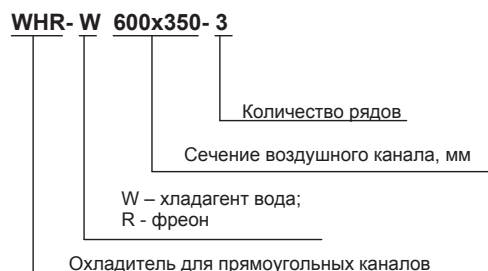 WHR- W 600x350- 3
Количество рядов
Сечение воздушного канала, мм
W – хладагент вода;
R - фреон
Охладитель для прямоугольных каналов